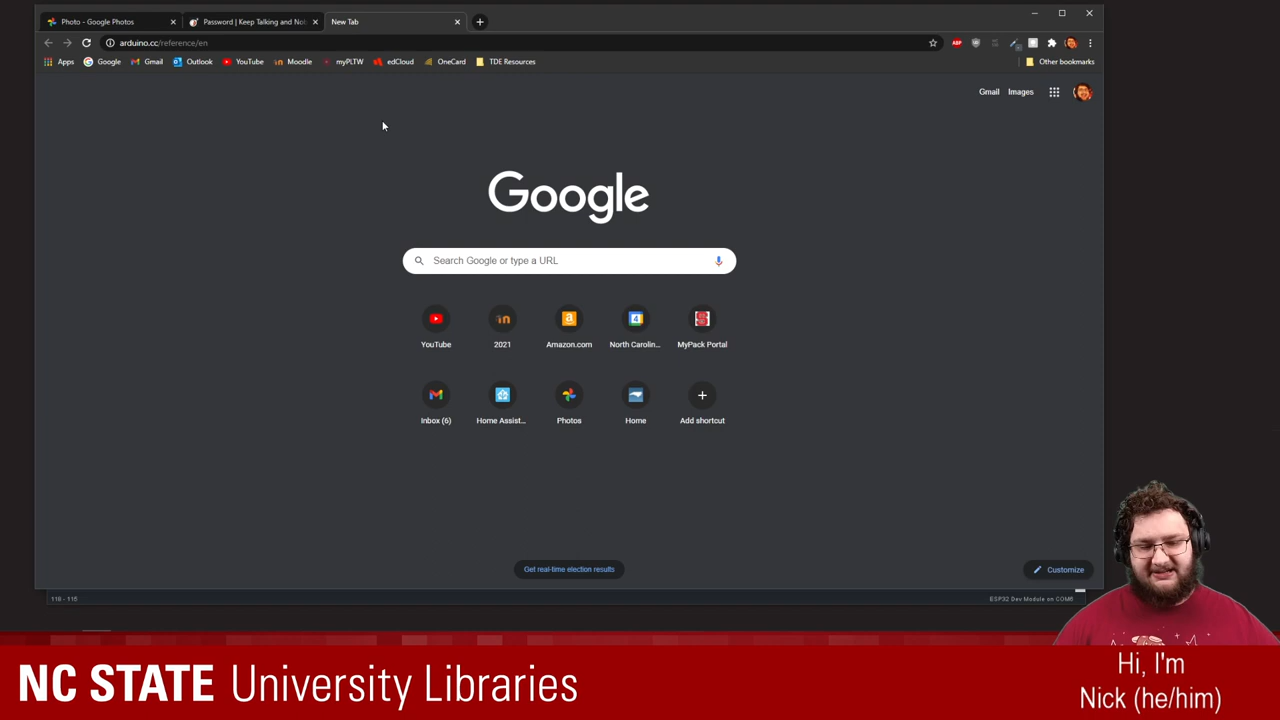 Photo - Google Photos
Password | Keep Talking and No
New Tab
arduino.cc/reference/en
ABP
Apps
Google
Gmail
Outlook
YouTube
Moodle
myPLTW
edCloud
OneCard
TDE Resources
Other bookmarks
Gmail
Images
Google
Search Google or type a URL
YouTube
2021
Amazon.com
North Carolin...
MyPack Portal
Inbox (6)
Home Assist...
Photos
Home
Add shortcut
Get real-time election results
Customize
118 - 115
ESP32 Dev Module on COM6
NC STATE University Libraries
Hi, I'm
Nick (he/him)